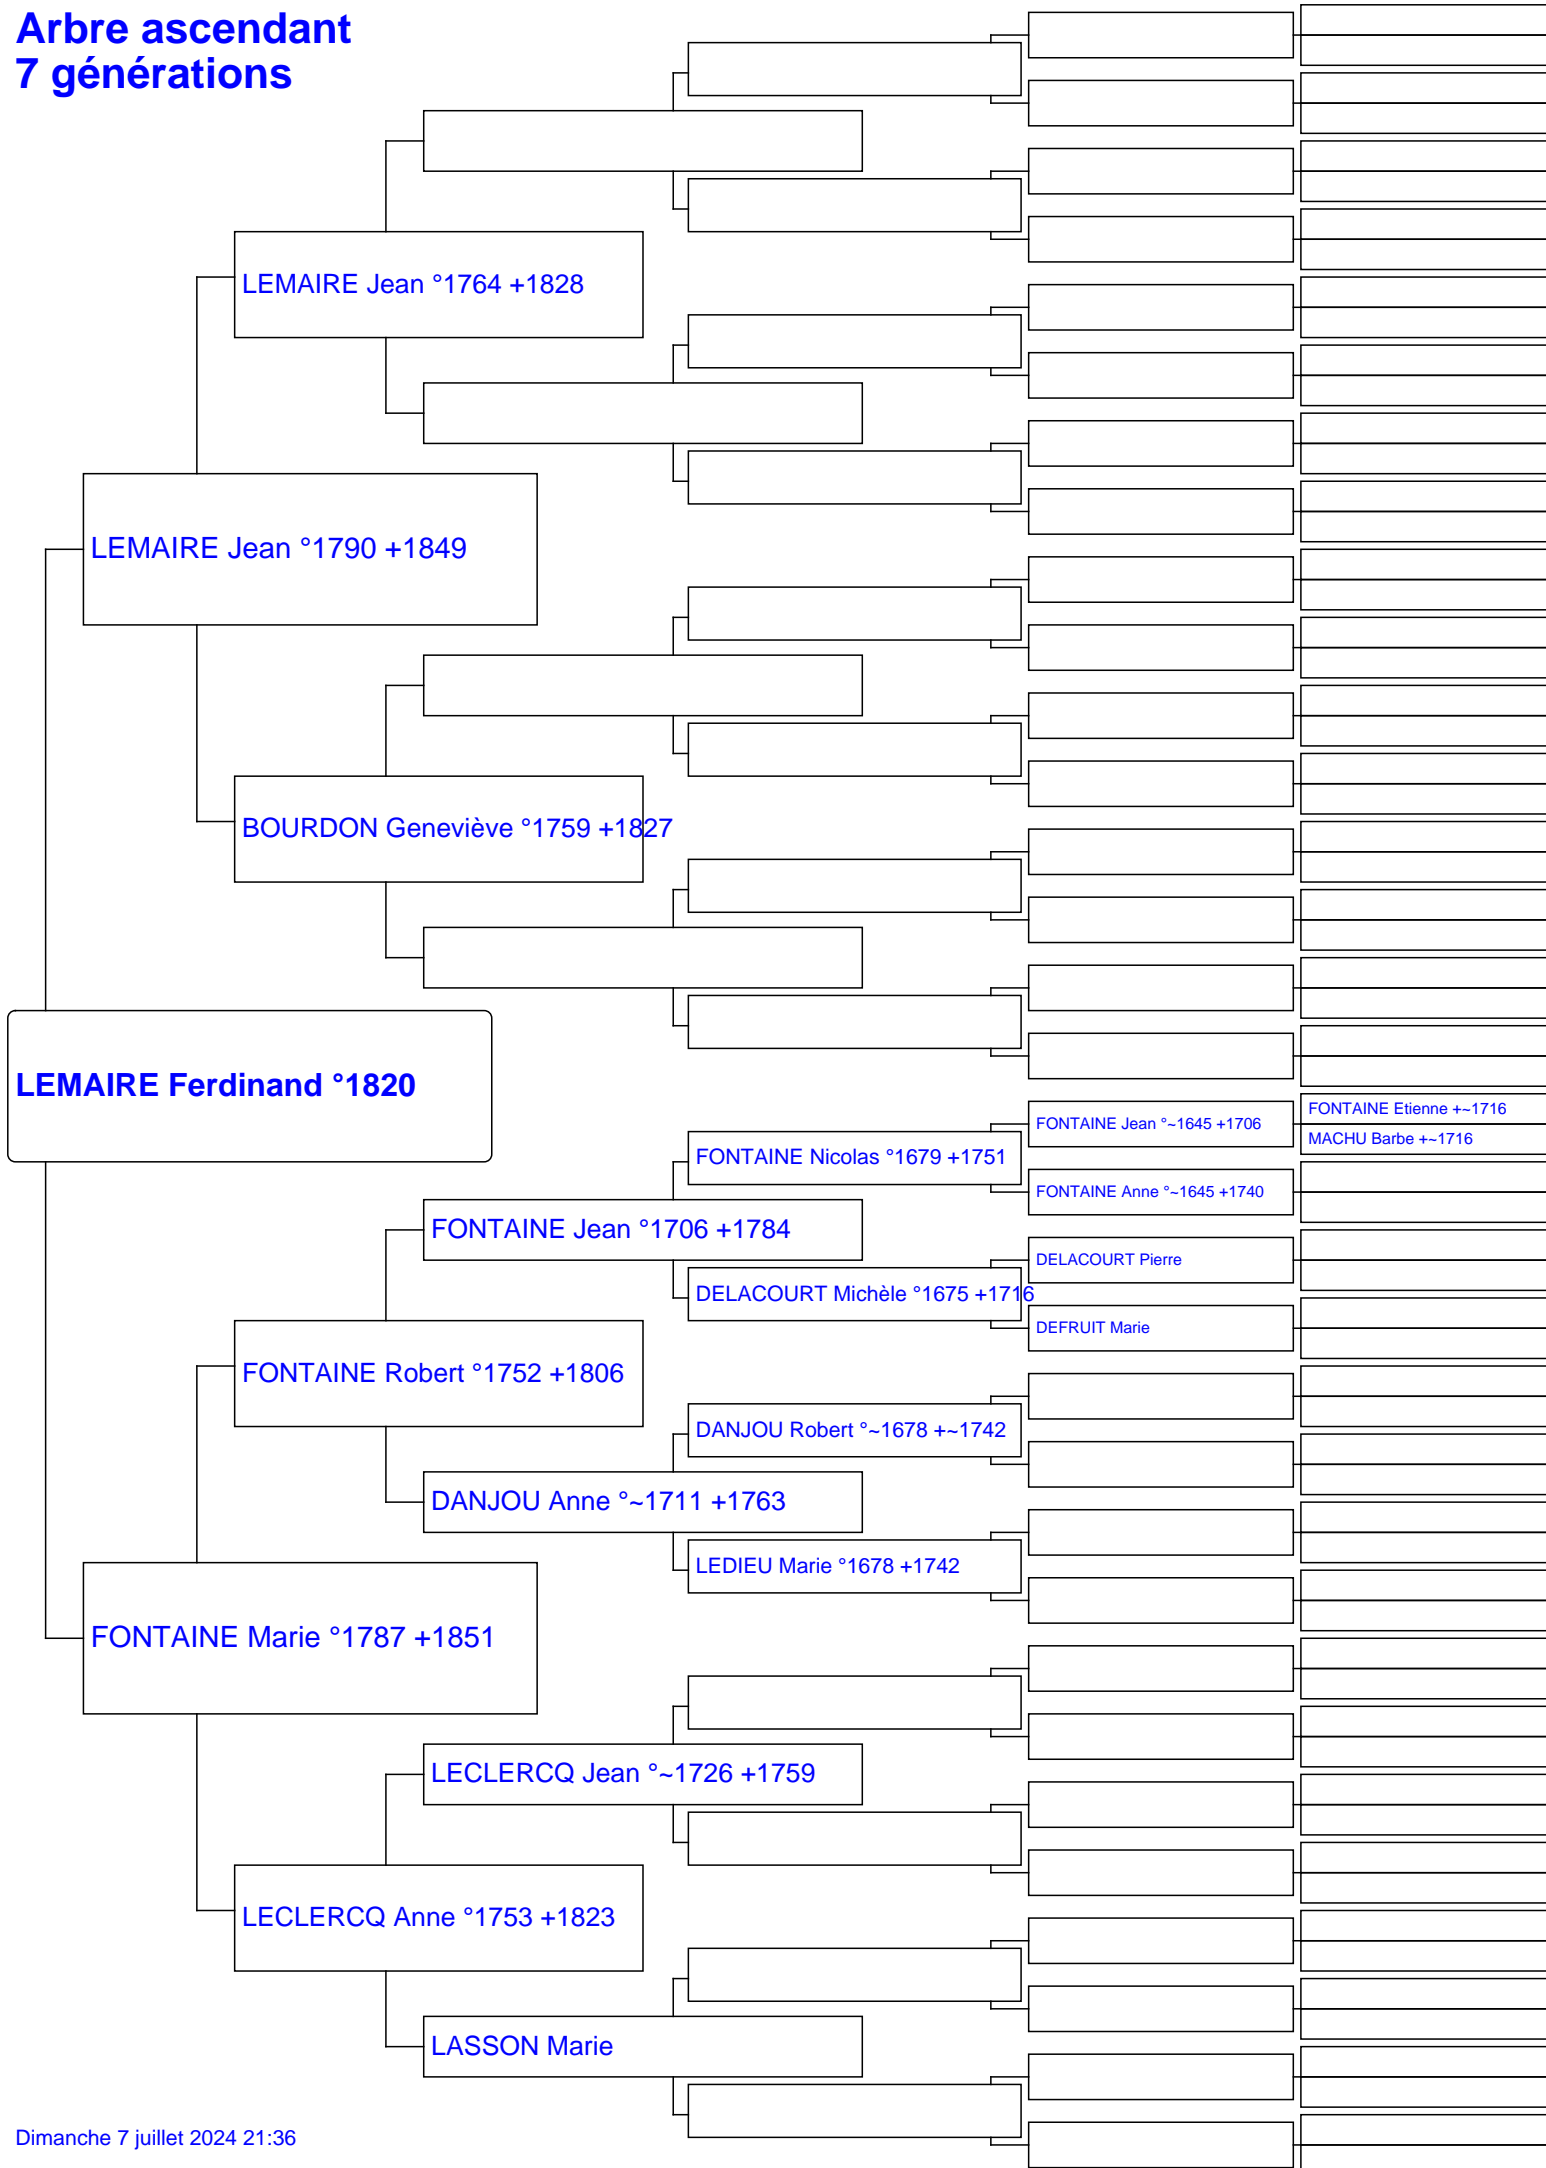 Arbre ascendant
7 générations
LEMAIRE Jean °1764 +1828
LEMAIRE Jean °1790 +1849
BOURDON Geneviève °1759 +1827
LEMAIRE Ferdinand °1820
FONTAINE Jean °~1645 +1706
FONTAINE Etienne +~1716
MACHU Barbe +~1716
FONTAINE Nicolas °1679 +1751
FONTAINE Anne °~1645 +1740
FONTAINE Jean °1706 +1784
DELACOURT Pierre
DELACOURT Michèle °1675 +1716
DEFRUIT Marie
FONTAINE Robert °1752 +1806
DANJOU Robert °~1678 +~1742
DANJOU Anne °~1711 +1763
LEDIEU Marie °1678 +1742
FONTAINE Marie °1787 +1851
LECLERCQ Jean °~1726 +1759
LECLERCQ Anne °1753 +1823
LASSON Marie
Dimanche 7 juillet 2024 21:36